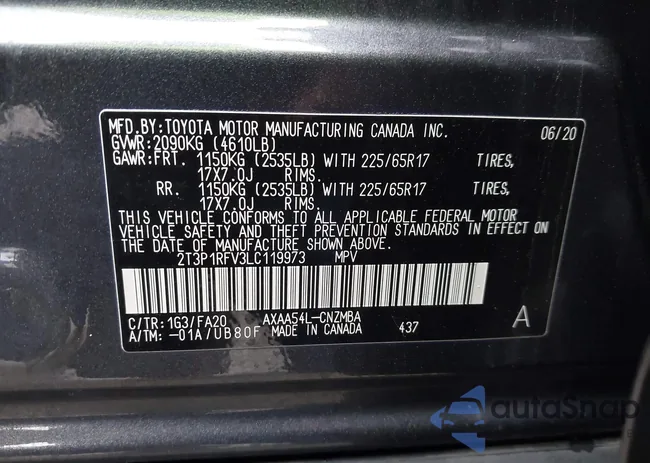 MFD.BY:TOYOTA MOTOR MANUFACTURING CANADA INC. 06/20
GVWR:2090KG (4610LB)
GAWR:FRT. 1150KG (2535LB) WITH 225/65R17 TIRES,
17X7.0J RIMS.
RR. 1150KG (2535LB) WITH 225/65R17 TIRES,
17X7.0J RIMS.
THIS VEHICLE CONFORMS TO ALL APPLICABLE FEDERAL MOTOR
VEHICLE SAFETY AND THEFT PREVENTION STANDARDS IN EFFECT ON
THE DATE OF MANUFACTURE SHOWN ABOVE.
2T3P1RFV3LC119973 MPV
C/TR:1G3/FA20 AXAA54L-CNZMBA
A/TM:-01A/UB80F MADE IN CANADA 437 A
autoSnap